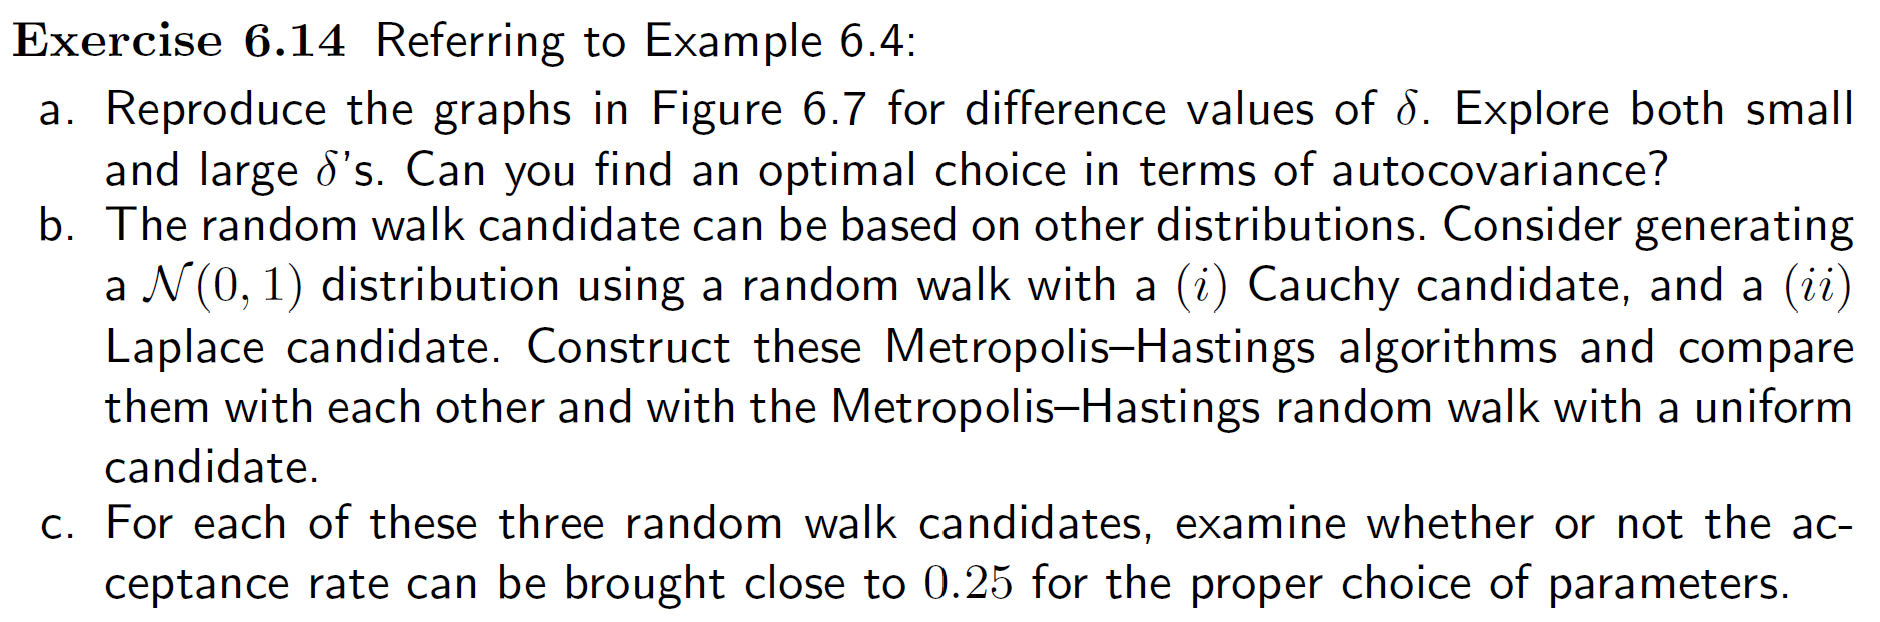 Exercise 6.14 Referring to Example 6.4:
a. Reproduce the graphs in Figure 6.7 for difference values of δ. Explore both small
and large δ's. Can you find an optimal choice in terms of autocovariance?
b. The random walk candidate can be based on other distributions. Consider generating
a 𝒩(0, 1) distribution using a random walk with a (i) Cauchy candidate, and a (ii)
Laplace candidate. Construct these Metropolis–Hastings algorithms and compare
them with each other and with the Metropolis–Hastings random walk with a uniform
candidate.
c. For each of these three random walk candidates, examine whether or not the ac-
ceptance rate can be brought close to 0.25 for the proper choice of parameters.